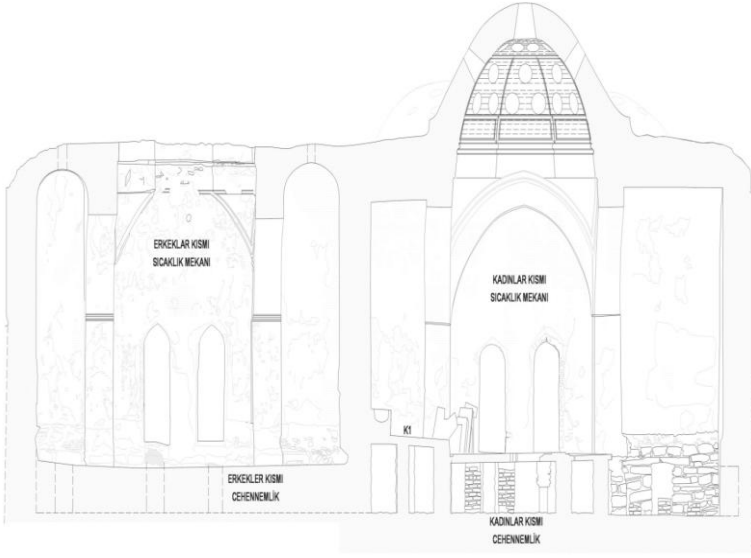 ERKEKLAR KISMI
SICAKLIK MEKANI
KADINLAR KISMI
SICAKLIK MEKANI
K1
ERKEKLER KISMI
CEHENNEMLİK
KADINLAR KISMI
CEHENNEMLİK